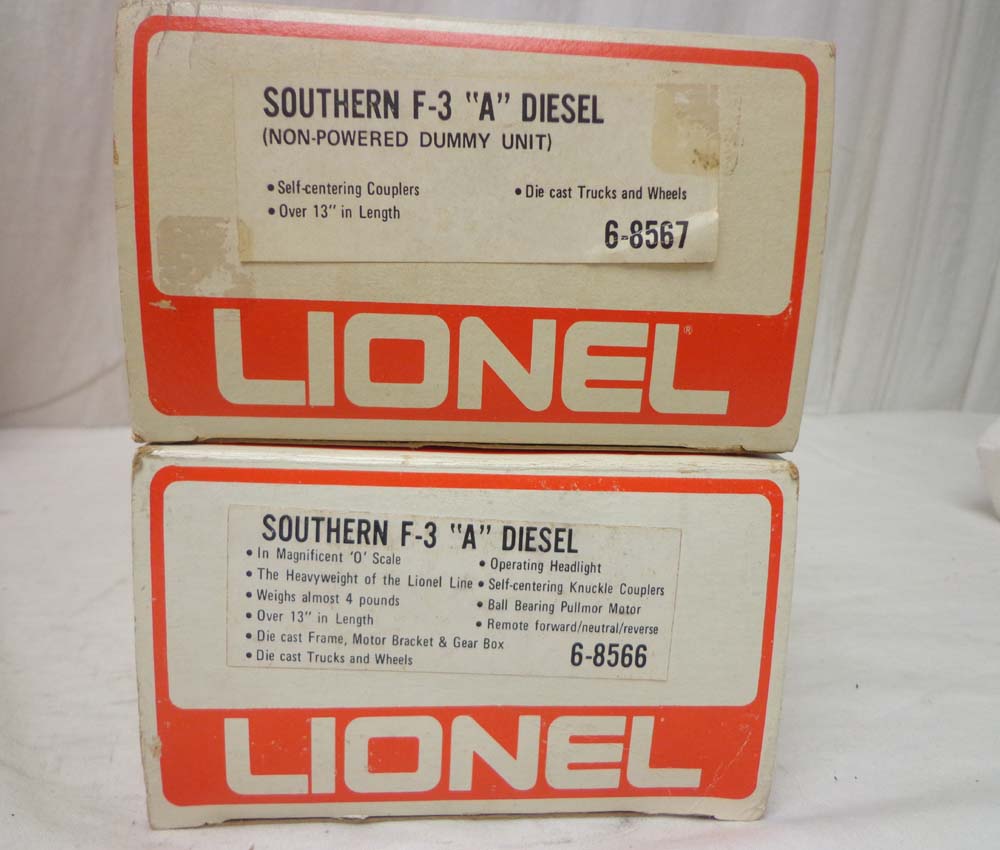 SOUTHERN F-3 "A" DIESEL
(NON-POWERED DUMMY UNIT)
• Self-centering Couplers
• Over 13" in Length
• Die cast Trucks and Wheels
6-8567
LIONEL®
SOUTHERN F-3 "A" DIESEL
• In Magnificent 'O' Scale
• The Heavyweight of the Lionel Line
• Weighs almost 4 pounds
• Over 13" in Length
• Die cast Frame, Motor Bracket & Gear Box
• Die cast Trucks and Wheels
• Operating Headlight
• Self-centering Knuckle Couplers
• Ball Bearing Pullmor Motor
• Remote forward/neutral/reverse
6-8566
LIONEL